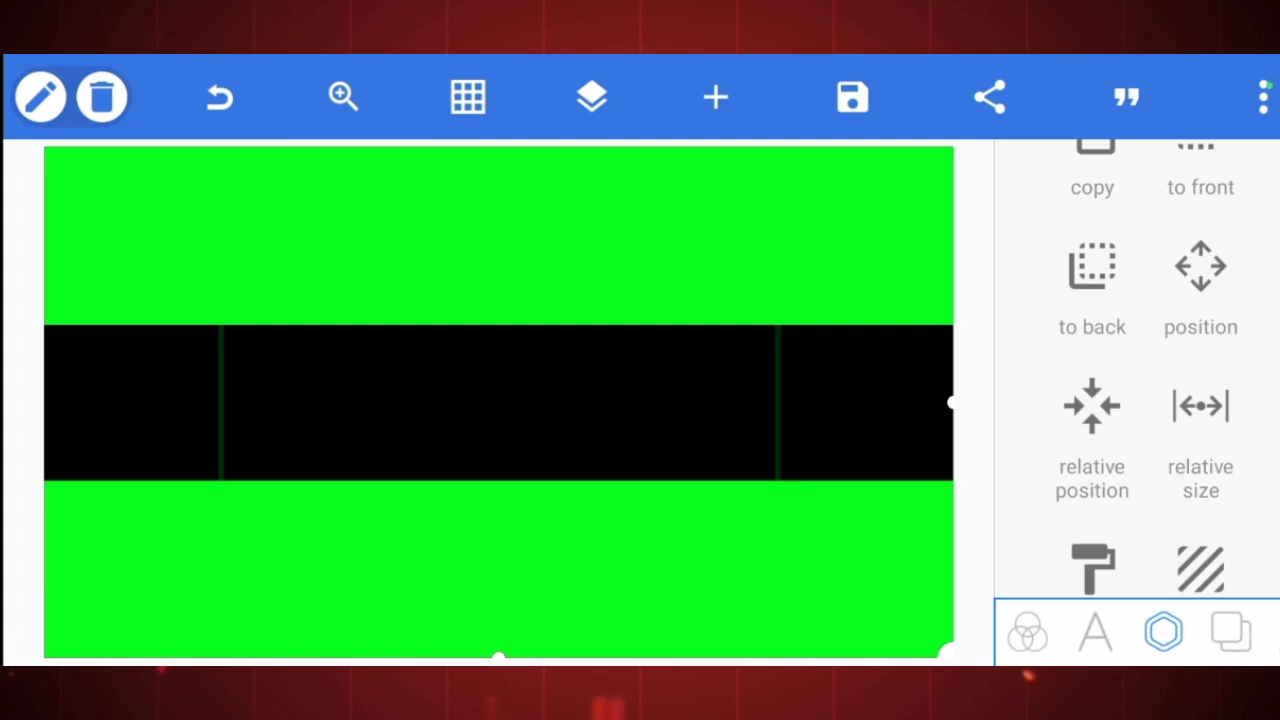 copy
to front
to back
position
relative
position
relative
size